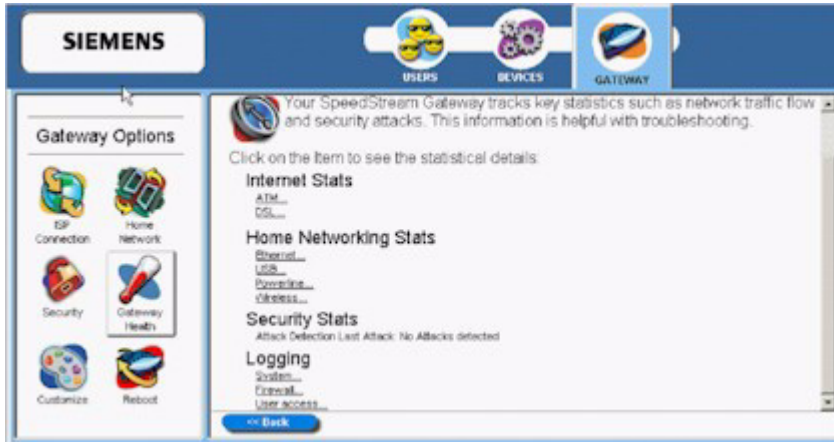 SIEMENS
USERS
DEVICES
GATEWAY
Gateway Options
ISP
Connection
Home
Network
Security
Gateway
Health
Customize
Reboot
Your SpeedStream Gateway tracks key statistics such as network traffic flow
and security attacks. This information is helpful with troubleshooting.
Click on the Item to see the statistical details:
Internet Stats
ATM...
DSL...
Home Networking Stats
Ethernet...
USB...
Powerline...
Wireless...
Security Stats
Attack Detection Last Attack: No Attacks detected
Logging
System...
Firewall...
User access...
<< Back